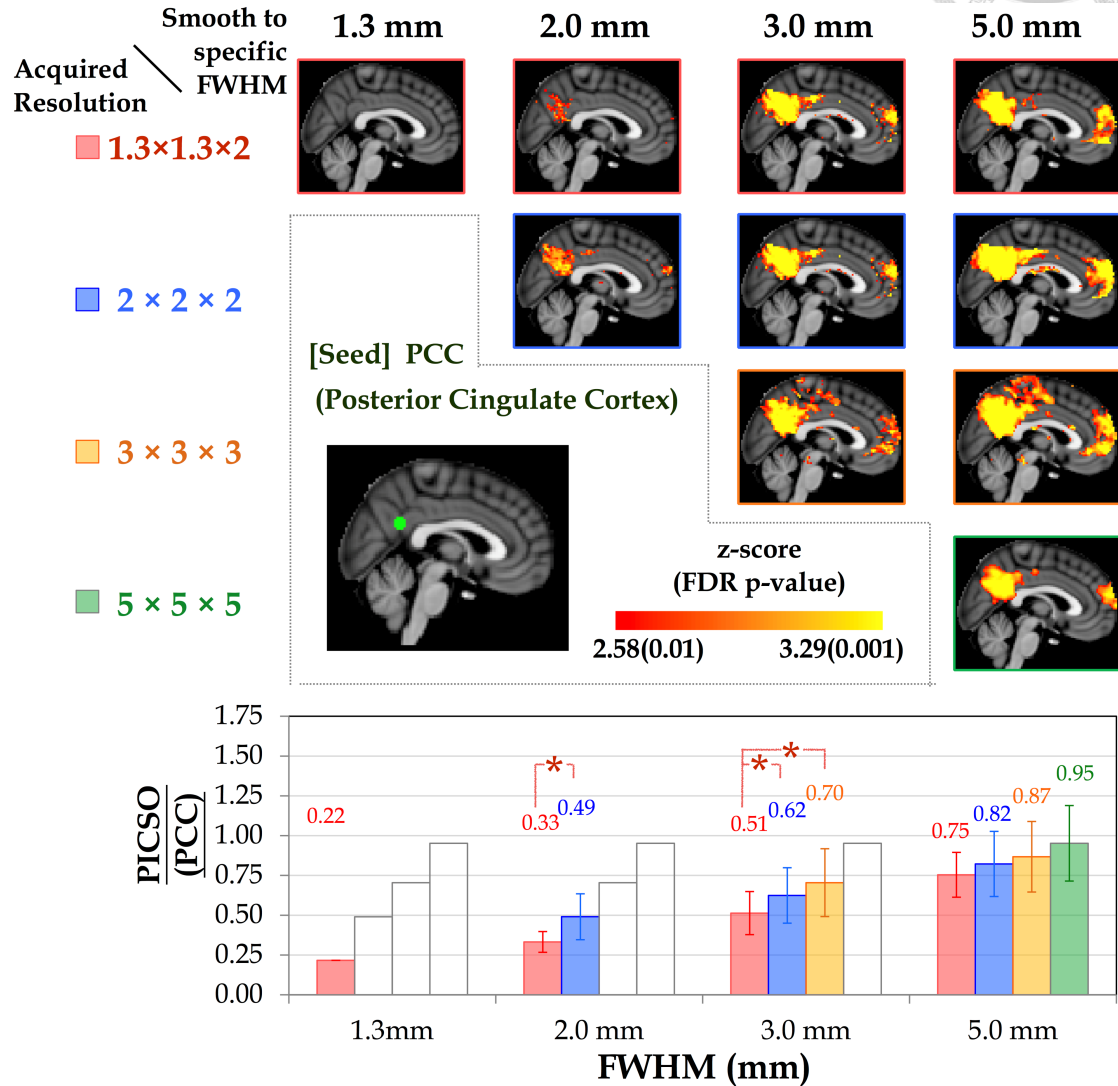 Smooth to
specific
FWHM
Acquired
Resolution
1.3 mm
2.0 mm
3.0 mm
5.0 mm
1.3×1.3×2
2 × 2 × 2
3 × 3 × 3
5 × 5 × 5
[Seed] PCC
(Posterior Cingulate Cortex)
z-score
(FDR p-value)
2.58(0.01)
3.29(0.001)
PICSO
(PCC)
1.75
1.50
1.25
1.00
0.75
0.50
0.25
0.00
0.22
*
0.33
0.49
*
*
0.51
0.62
0.70
0.75
0.82
0.87
0.95
1.3mm
2.0 mm
3.0 mm
5.0 mm
FWHM (mm)